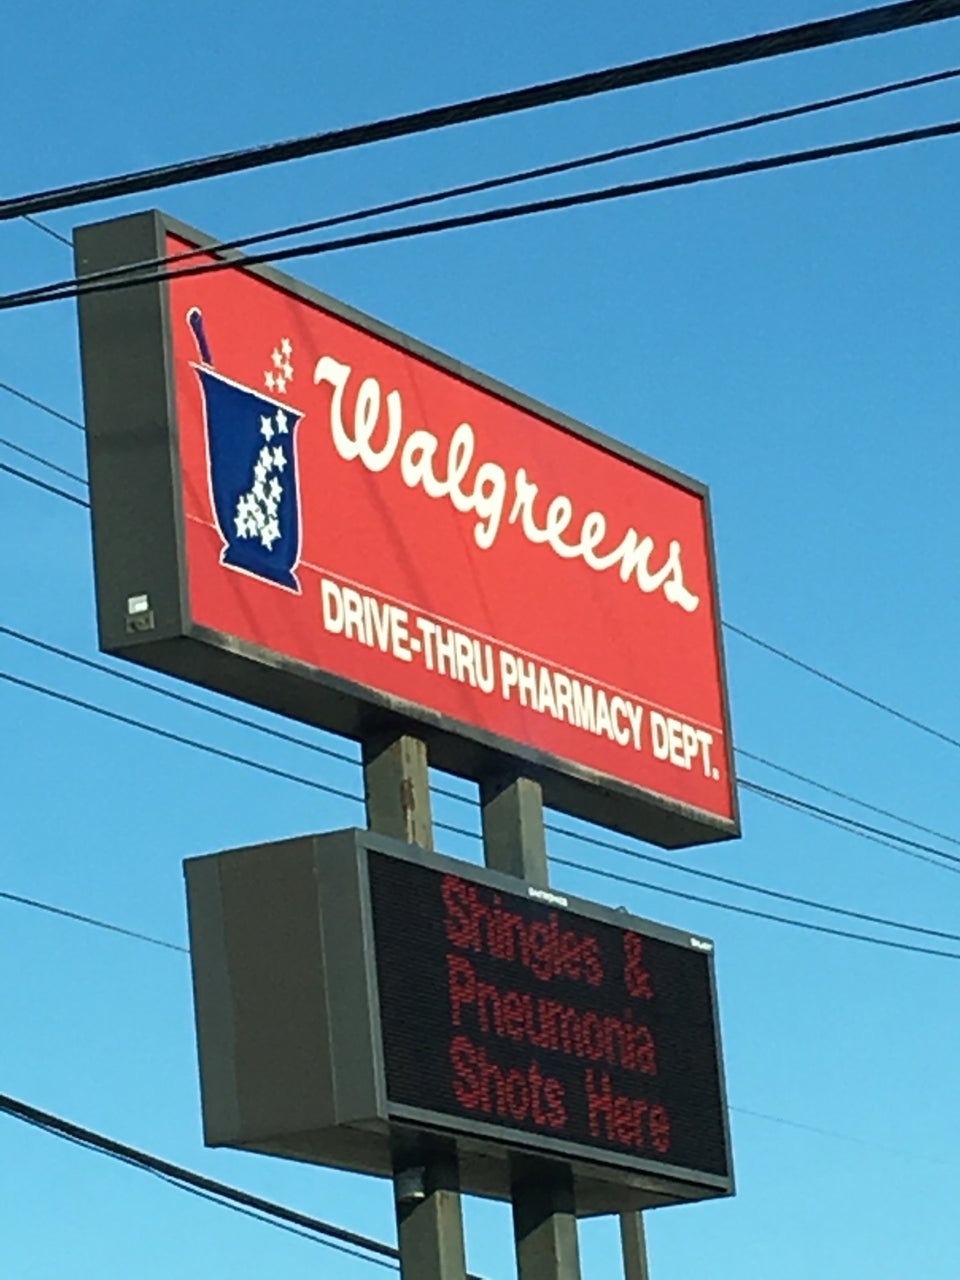 Walgreens
DRIVE-THRU PHARMACY DEPT.
Shingles &
Pneumonia
Shots Here